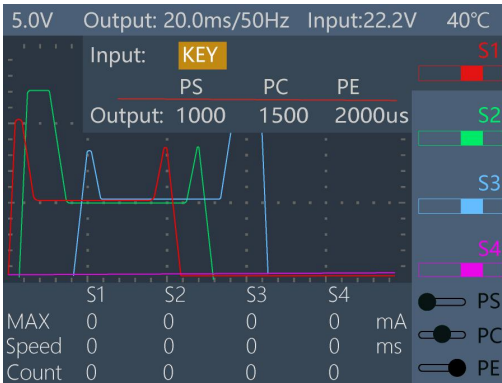 5.0V Output: 20.0ms/50Hz Input:22.2V 40℃
Input: KEY
PS PC PE
Output: 1000 1500 2000us
S1
S2
S3
S4
S1 S2 S3 S4
MAX 0 0 0 0 mA
Speed 0 0 0 0 ms
Count 0 0 0 0
PS
PC
PE